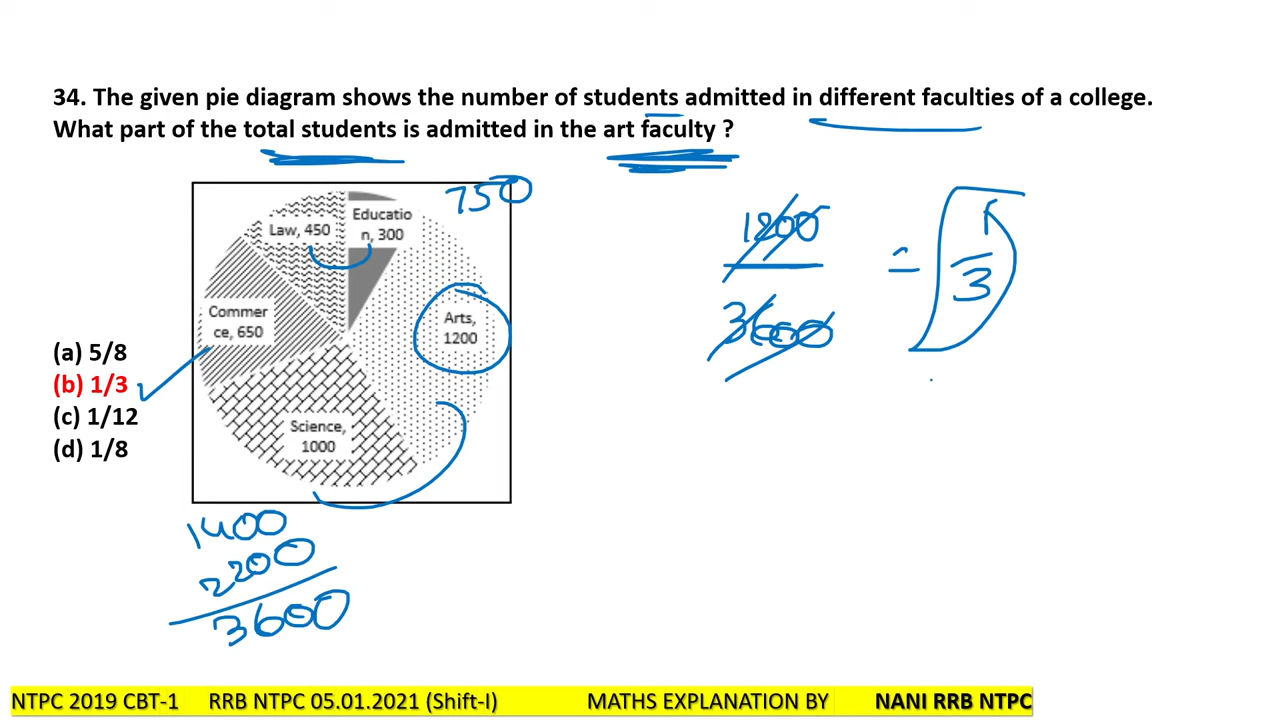 34. The given pie diagram shows the number of students admitted in different faculties of a college.
What part of the total students is admitted in the art faculty ?
750
Educatio
n, 300
Law, 450
Arts,
1200
Commer
ce, 650
Science,
1000
(a) 5/8
(b) 1/3
(c) 1/12
(d) 1/8
1200
3600
= 1
3
1400
2200
3600
NTPC 2019 CBT-1 RRB NTPC 05.01.2021 (Shift-I) MATHS EXPLANATION BY NANI RRB NTPC